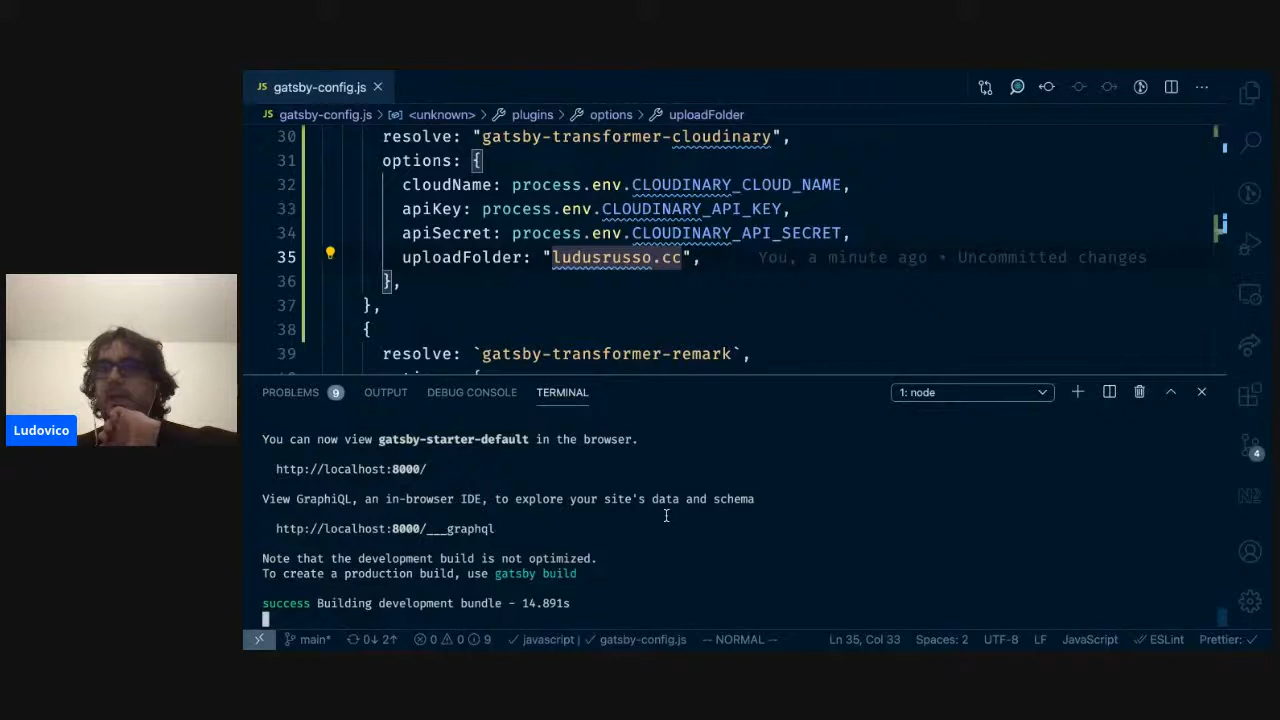 JS gatsby-config.js
JS gatsby-config.js > <unknown> > plugins > options > uploadFolder
30 resolve: "gatsby-transformer-cloudinary",
31 options: {
32 cloudName: process.env.CLOUDINARY_CLOUD_NAME,
33 apiKey: process.env.CLOUDINARY_API_KEY,
34 apiSecret: process.env.CLOUDINARY_API_SECRET,
35 uploadFolder: "ludusrusso.cc", You, a minute ago • Uncommitted changes
36 },
37 },
38 {
39 resolve: `gatsby-transformer-remark`,
PROBLEMS 9 OUTPUT DEBUG CONSOLE TERMINAL 1: node
You can now view gatsby-starter-default in the browser.
http://localhost:8000/
View GraphiQL, an in-browser IDE, to explore your site's data and schema
http://localhost:8000/___graphql
Note that the development build is not optimized.
To create a production build, use gatsby build
success Building development bundle - 14.891s
main* 0↓ 2↑ 0 0 9 javascript | gatsby-config.js -- NORMAL -- Ln 35, Col 33 Spaces: 2 UTF-8 LF JavaScript ESLint Prettier:
4
Ludovico